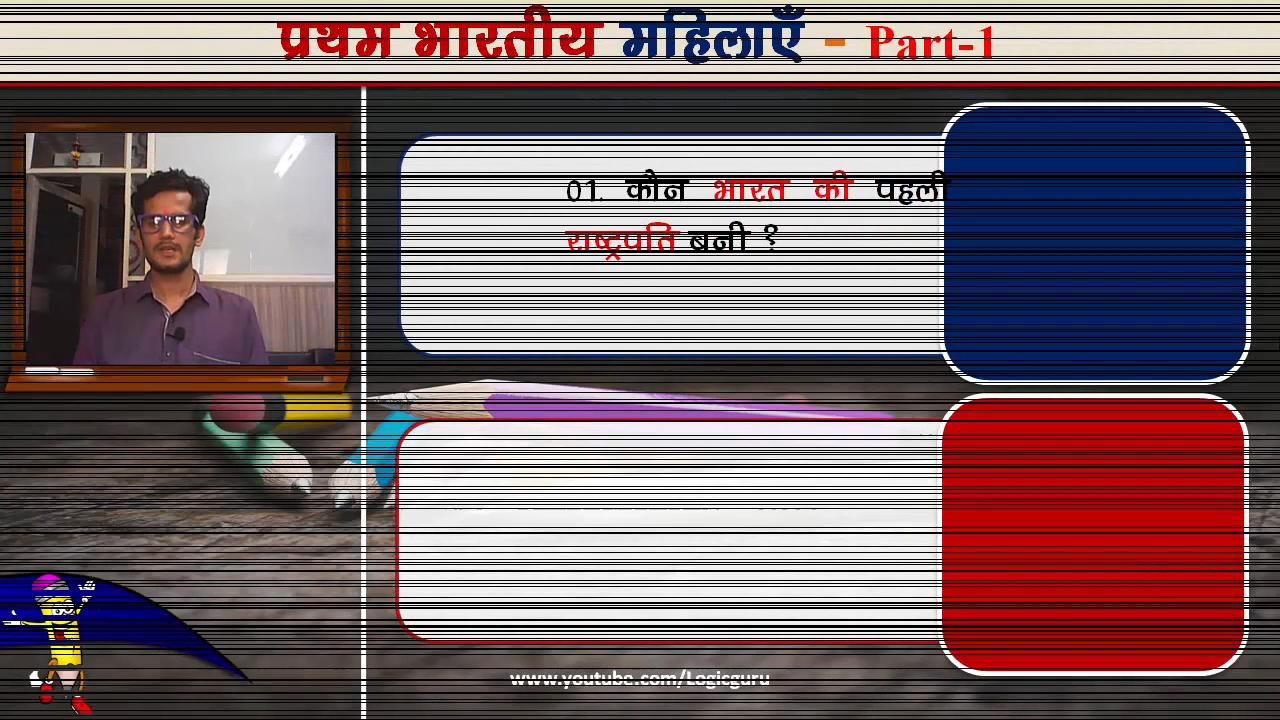 प्रथम भारतीय महिलाएँ - Part-1
01. कौन भारत की पहली
राष्ट्रपति बनी ?
www.youtube.com/Logicguru